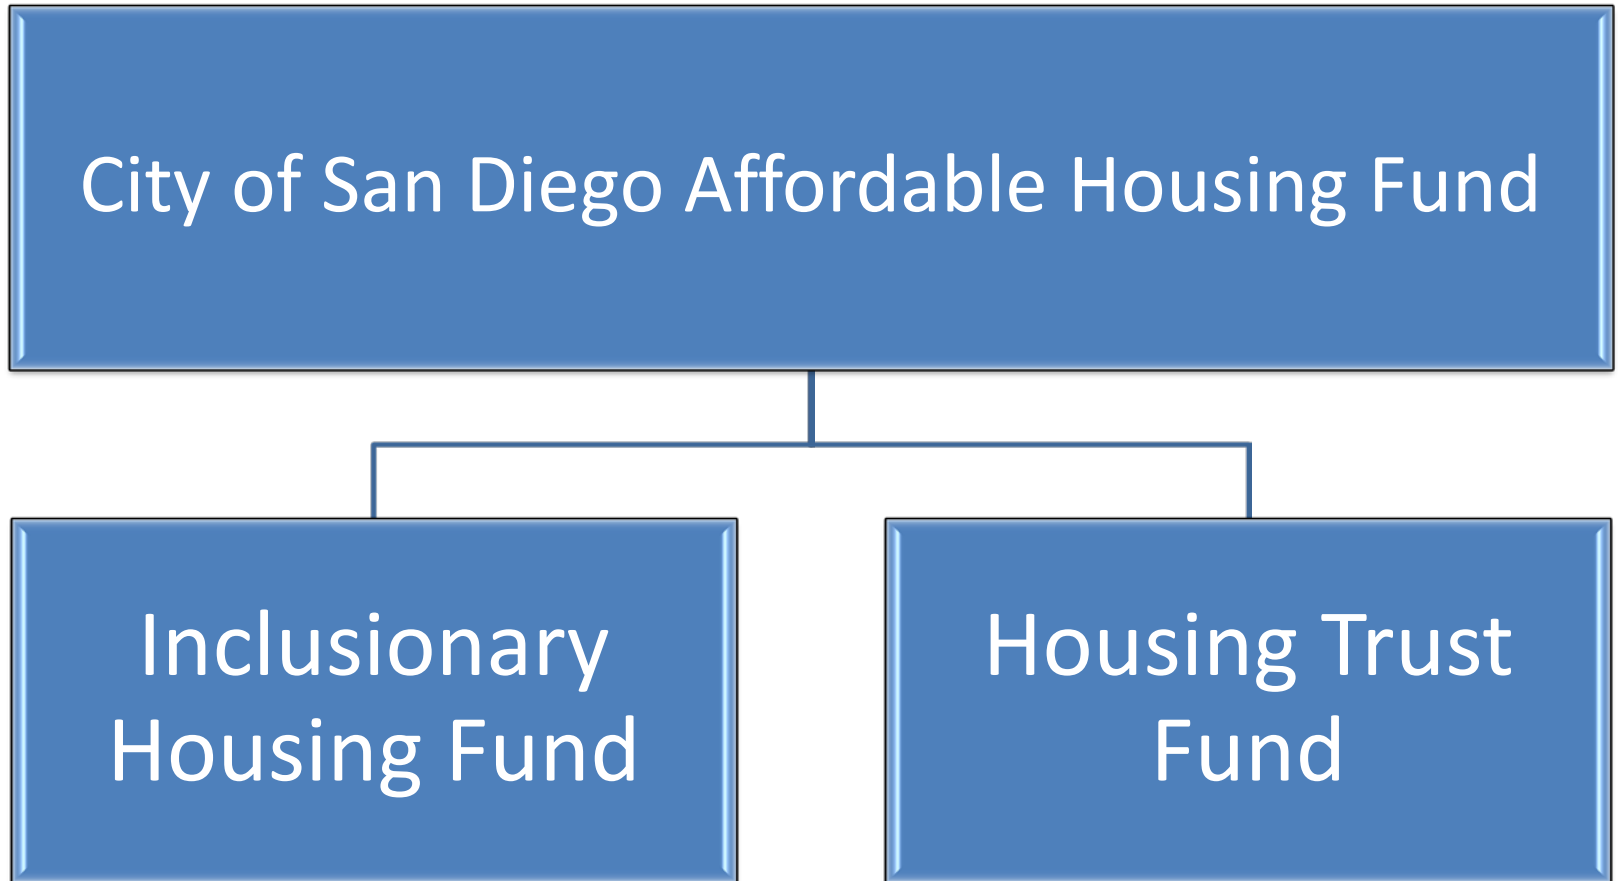 City of San Diego Affordable Housing Fund
Inclusionary
Housing Fund
Housing Trust
Fund